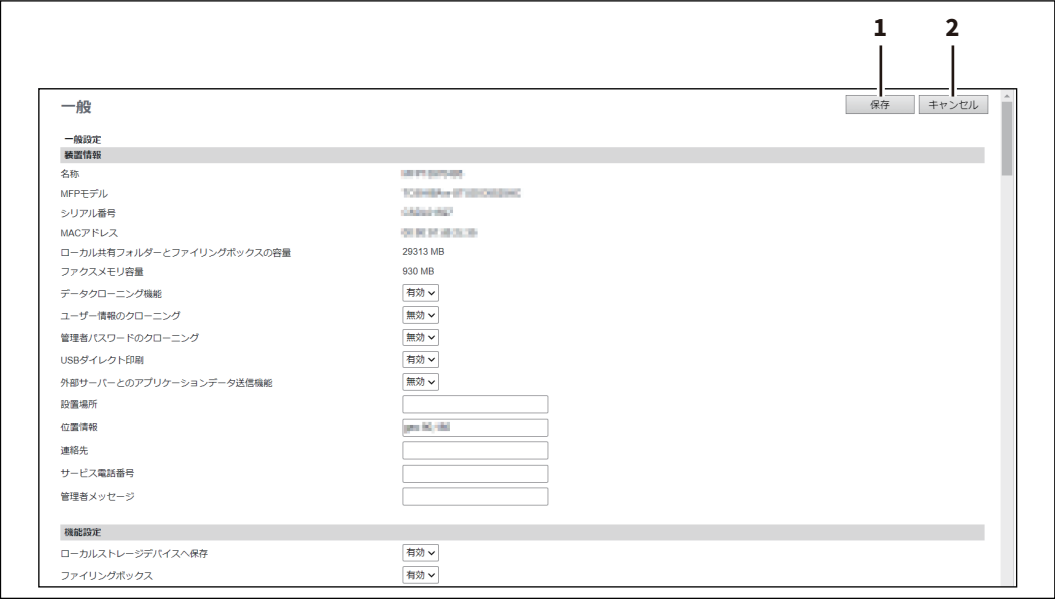 1 2
一般
保存 キャンセル
一般設定
装置情報
名称
MFPモデル
シリアル番号
MACアドレス
ローカル共有フォルダーとファイリングボックスの容量 29313 MB
ファクスメモリ容量 930 MB
データクローニング機能 有効
ユーザー情報のクローニング 無効
管理者パスワードのクローニング 無効
USBダイレクト印刷 有効
外部サーバーとのアプリケーションデータ送信機能 無効
設置場所
位置情報
連絡先
サービス電話番号
管理者メッセージ
機能設定
ローカルストレージデバイスへ保存 有効
ファイリングボックス 有効